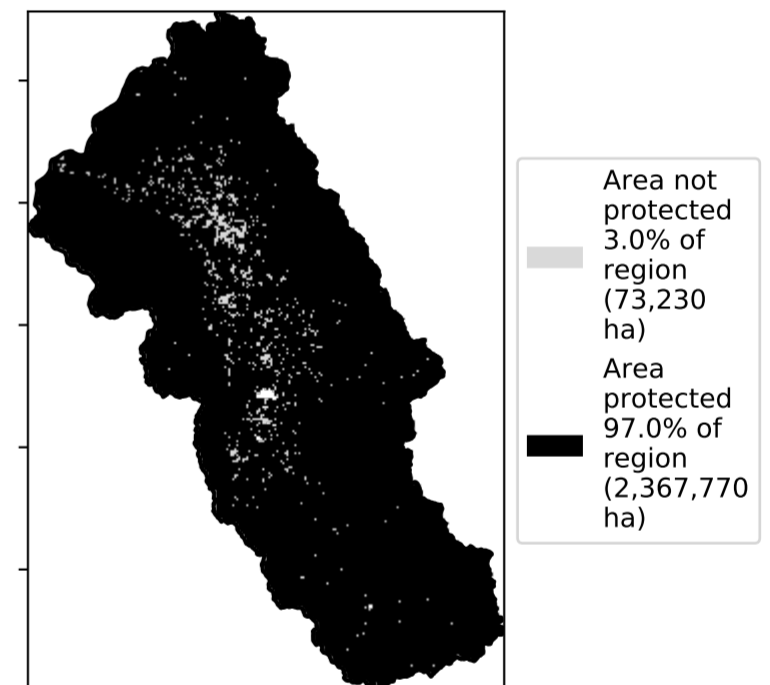 Area not
protected
3.0% of
region
(73,230
ha)
Area
protected
97.0% of
region
(2,367,770
ha)